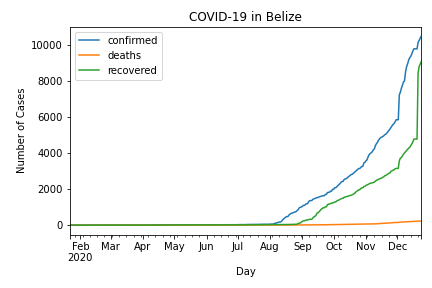 COVID-19 in Belize
confirmed
deaths
recovered
Number of Cases
10000
8000
6000
4000
2000
0
Feb Mar Apr May Jun Jul Aug Sep Oct Nov Dec
2020
Day